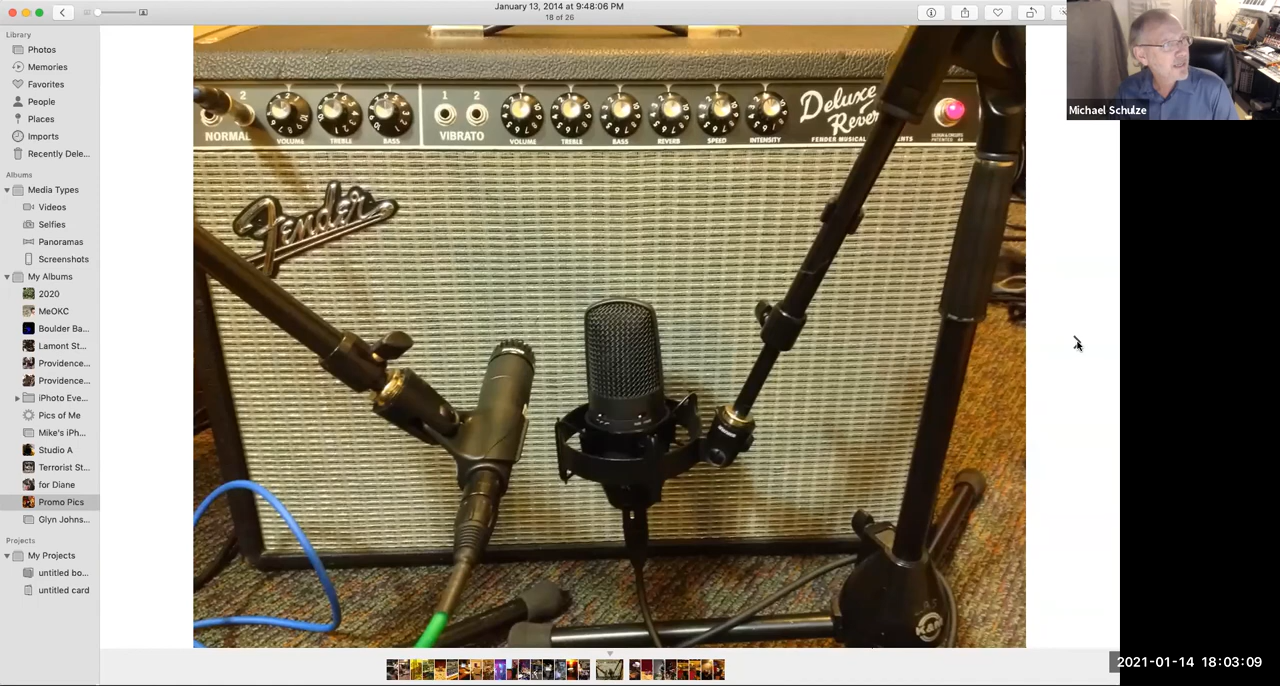 January 13, 2014 at 9:48:06 PM
18 of 26
Library
Photos
Memories
Favorites
People
Places
Imports
Recently Dele...
Albums
Media Types
Videos
Selfies
Panoramas
Screenshots
My Albums
2020
MeOKC
Boulder Ba...
Lamont St...
Providence...
Providence...
iPhoto Eve...
Pics of Me
Mike's iPh...
Studio A
Terrorist St...
for Diane
Promo Pics
Glyn Johns...
Projects
My Projects
untitled bo...
untitled card
2
NORMAL
VOLUME TREBLE BASS
1 2
VIBRATO
VOLUME TREBLE BASS REVERB SPEED INTENSITY
Deluxe
Rever
FENDER MUSICAL
Fender
K&M
Michael Schulze
2021-01-14 18:03:09